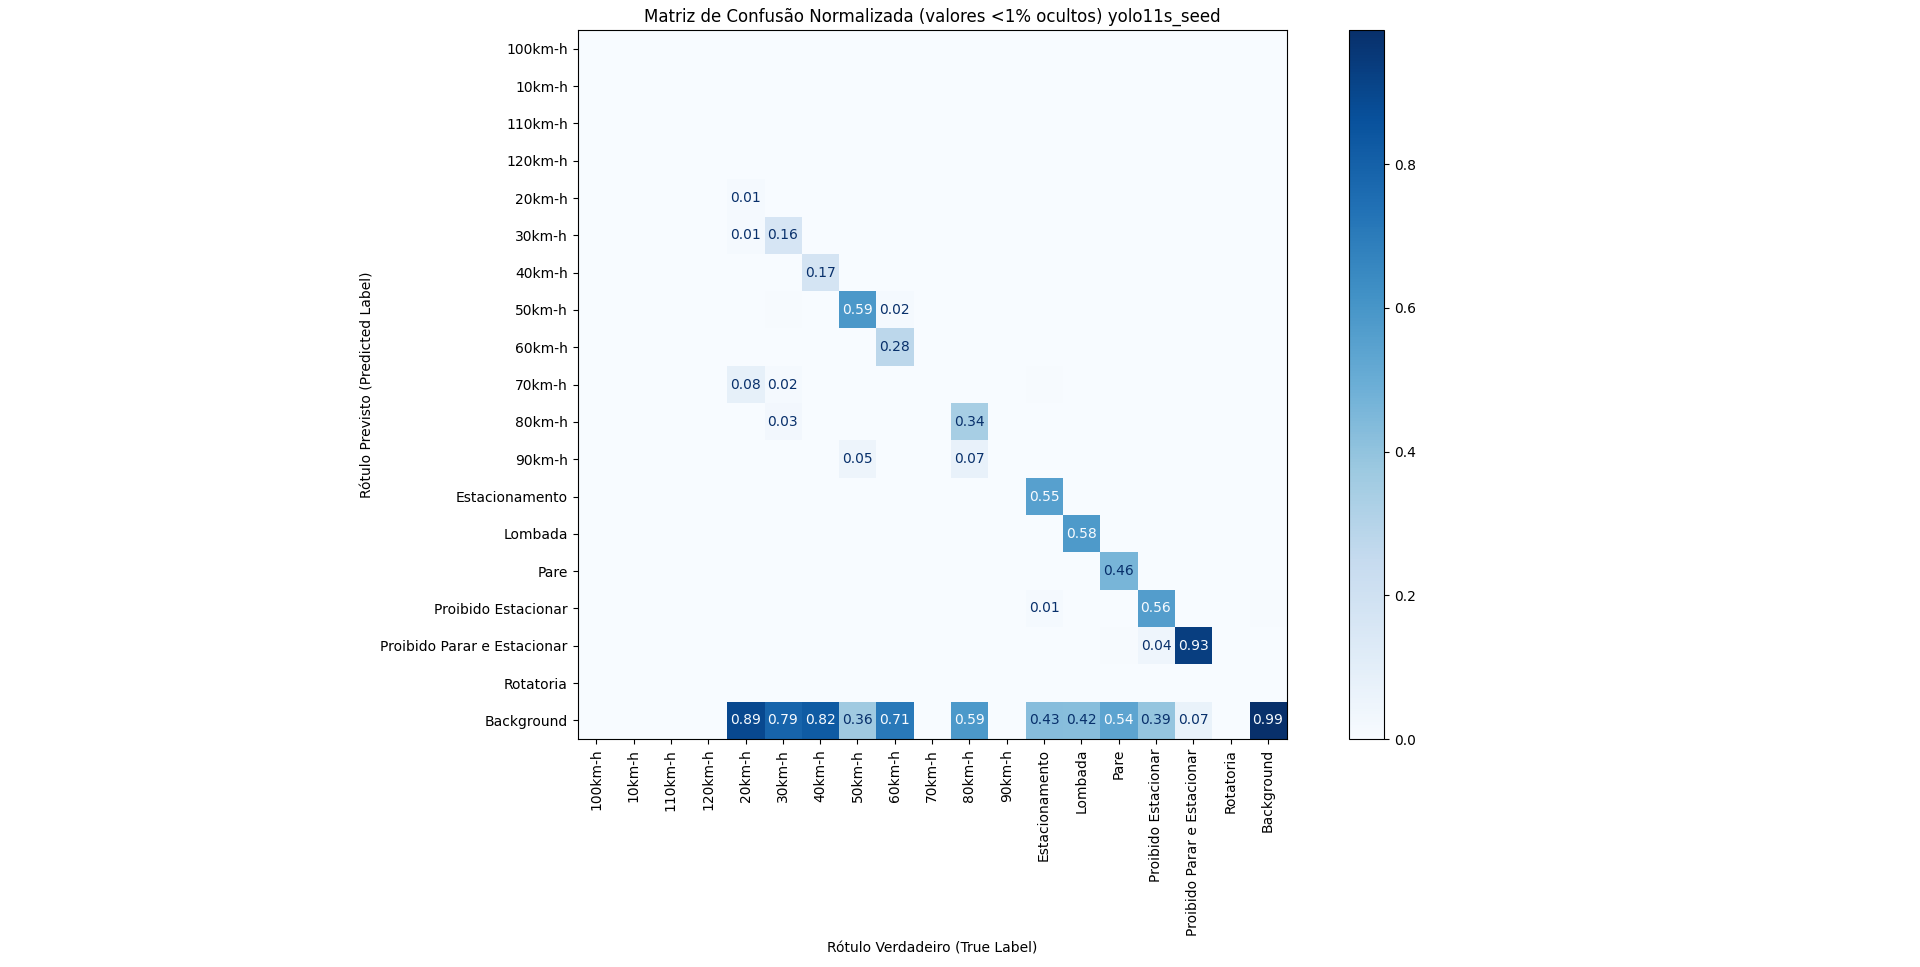 Matriz de Confusão Normalizada (valores <1% ocultos) yolo11s_seed
Rótulo Previsto (Predicted Label)
100km-h
10km-h
110km-h
120km-h
20km-h 0.01
30km-h 0.01 0.16
40km-h 0.17
50km-h 0.59 0.02
60km-h 0.28
70km-h 0.08 0.02
80km-h 0.03 0.34
90km-h 0.05 0.07
Estacionamento 0.55
Lombada 0.58
Pare 0.46
Proibido Estacionar 0.01 0.56
Proibido Parar e Estacionar 0.04 0.93
Rotatoria
Background 0.89 0.79 0.82 0.36 0.71 0.59 0.43 0.42 0.54 0.39 0.07 0.99
100km-h
10km-h
110km-h
120km-h
20km-h
30km-h
40km-h
50km-h
60km-h
70km-h
80km-h
90km-h
Estacionamento
Lombada
Pare
Proibido Estacionar
Proibido Parar e Estacionar
Rotatoria
Background
Rótulo Verdadeiro (True Label)
0.8
0.6
0.4
0.2
0.0